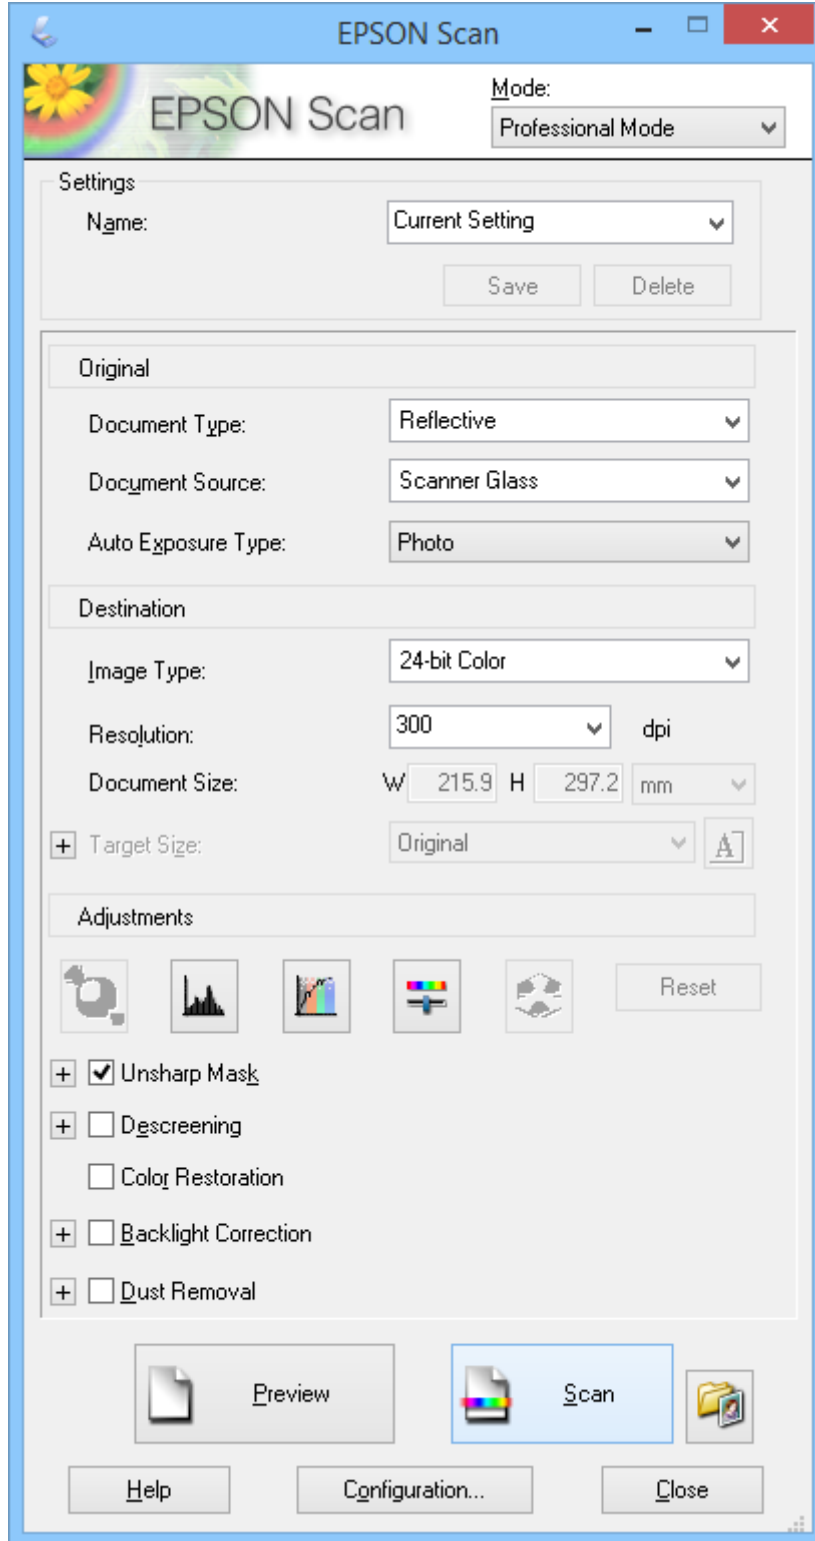 EPSON Scan
EPSON Scan
Mode:
Professional Mode
Settings
Name: Current Setting
Save Delete
Original
Document Type: Reflective
Document Source: Scanner Glass
Auto Exposure Type: Photo
Destination
Image Type: 24-bit Color
Resolution: 300 dpi
Document Size: W 215.9 H 297.2 mm
Target Size: Original A
Adjustments
Reset
Unsharp Mask
Descreening
Color Restoration
Backlight Correction
Dust Removal
Preview Scan
Help Configuration... Close